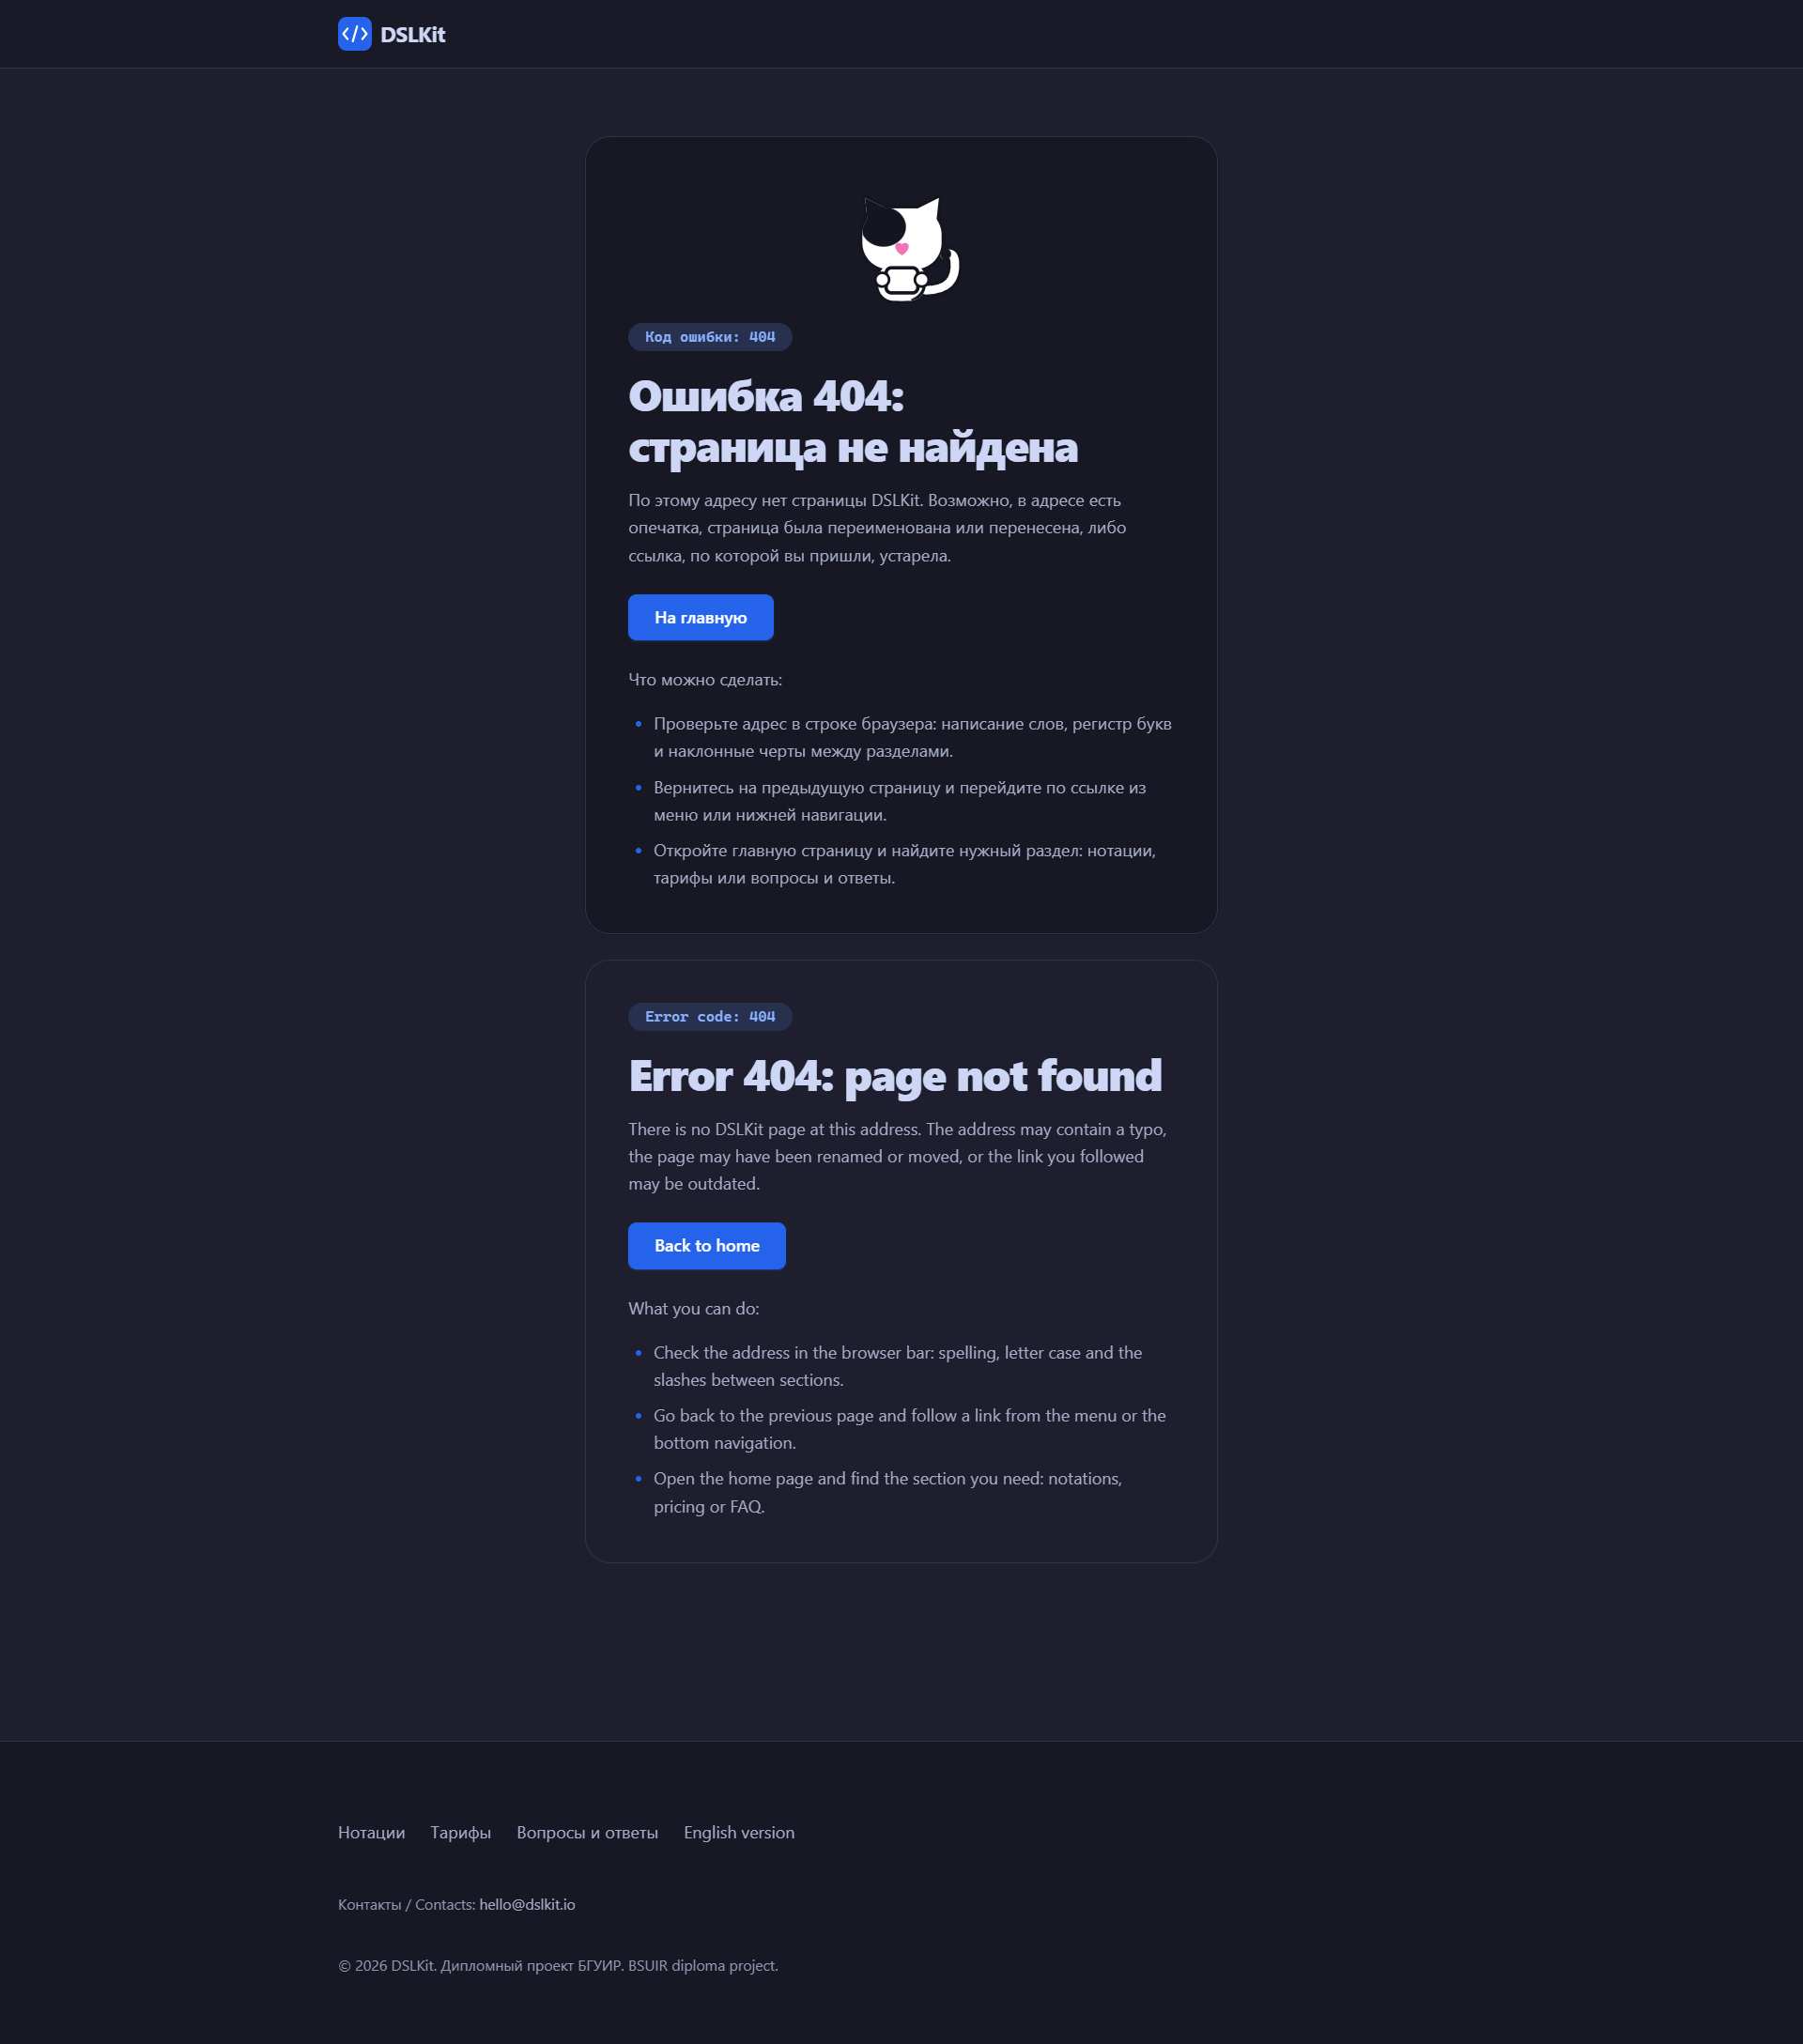 DSLKit
Код ошибки: 404
Ошибка 404:
страница не найдена
По этому адресу нет страницы DSLKit. Возможно, в адресе есть
опечатка, страница была переименована или перенесена, либо
ссылка, по которой вы пришли, устарела.
На главную
Что можно сделать:
Проверьте адрес в строке браузера: написание слов, регистр букв
и наклонные черты между разделами.
Вернитесь на предыдущую страницу и перейдите по ссылке из
меню или нижней навигации.
Откройте главную страницу и найдите нужный раздел: нотации,
тарифы или вопросы и ответы.
Error code: 404
Error 404: page not found
There is no DSLKit page at this address. The address may contain a typo,
the page may have been renamed or moved, or the link you followed
may be outdated.
Back to home
What you can do:
Check the address in the browser bar: spelling, letter case and the
slashes between sections.
Go back to the previous page and follow a link from the menu or the
bottom navigation.
Open the home page and find the section you need: notations,
pricing or FAQ.
Нотации Тарифы Вопросы и ответы English version
Контакты / Contacts: hello@dslkit.io
© 2026 DSLKit. Дипломный проект БГУИР. BSUIR diploma project.